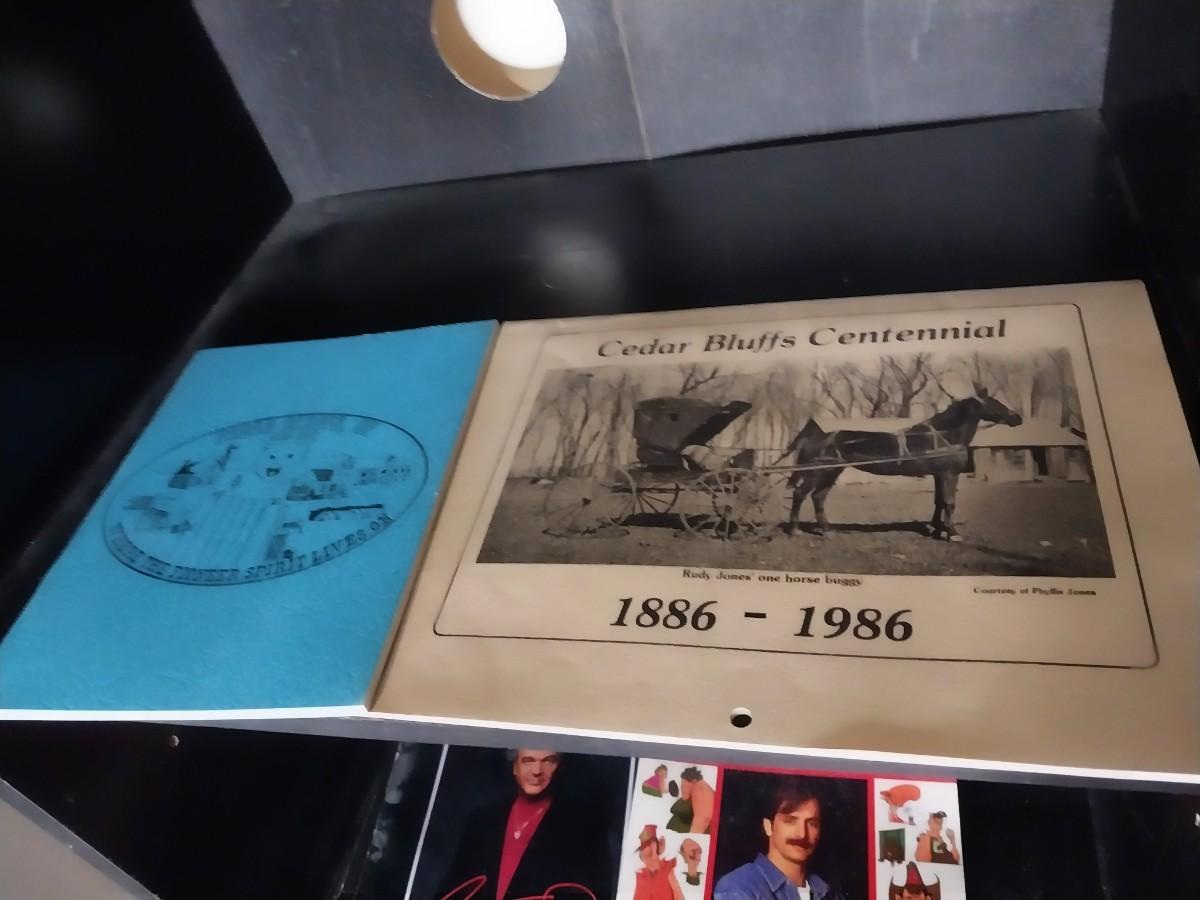 THE PIONEER SPIRIT LIVES ON
Cedar Bluffs Centennial
Rudy Jones' one horse buggy
Courtesy of Phyllis Jones
1886 - 1986